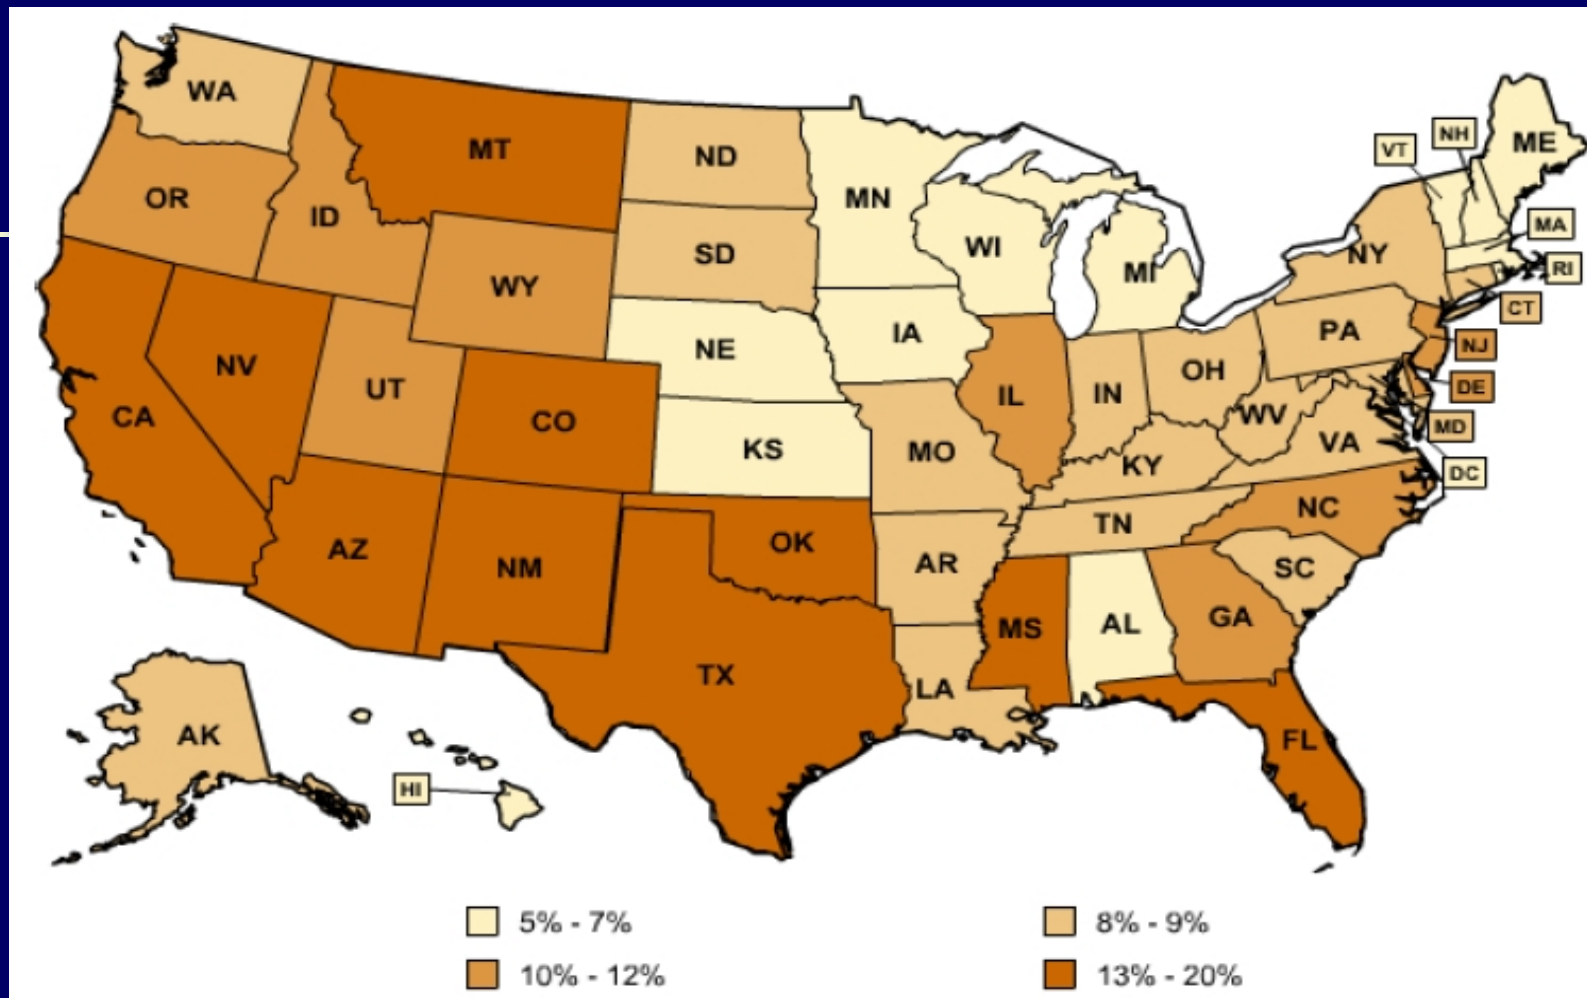 WA
MT
ND
MN
VT
NH
ME
OR
ID
SD
WI
MI
NY
MA
RI
WY
CT
NV
UT
NE
IA
PA
NJ
CA
CO
KS
MO
IL
IN
OH
WV
VA
DE
MD
KY
DC
AZ
NM
OK
AR
TN
NC
SC
TX
LA
MS
AL
GA
FL
AK
HI
5% - 7%
8% - 9%
10% - 12%
13% - 20%